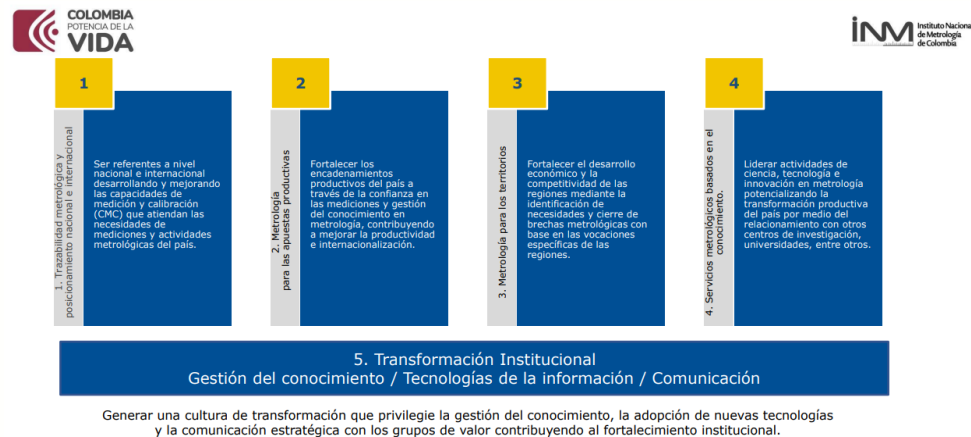 COLOMBIA
POTENCIA DE LA
VIDA
INM
Instituto Naciona
de Metrología
de Colombia
1
1. Trazabilidad metrológica y
posicionamiento nacional e internacional
Ser referentes a nivel
nacional e internacional
desarrollando y mejorando
las capacidades de
medición y calibración
(CMC) que atiendan las
necesidades de
mediciones y actividades
metrológicas del país.
2
2. Metrología
para las apuestas productivas
Fortalecer los
encadenamientos
productivos del país a
través de la confianza en
las mediciones y gestión
del conocimiento en
metrología, contribuyendo
a mejorar la productividad
e internacionalización.
3
3. Metrología para los territorios
Fortalecer el desarrollo
económico y la
competitividad de las
regiones mediante la
identificación de
necesidades y cierre de
brechas metrológicas con
base en las vocaciones
específicas de las
regiones.
4
4. Servicios metrológicos basados en el
conocimiento.
Liderar actividades de
ciencia, tecnología e
innovación en metrología
potencializando la
transformación productiva
del país por medio del
relacionamiento con otros
centros de investigación,
universidades, entre otros.
5. Transformación Institucional
Gestión del conocimiento / Tecnologías de la información / Comunicación
Generar una cultura de transformación que privilegie la gestión del conocimiento, la adopción de nuevas tecnologías
y la comunicación estratégica con los grupos de valor contribuyendo al fortalecimiento institucional.